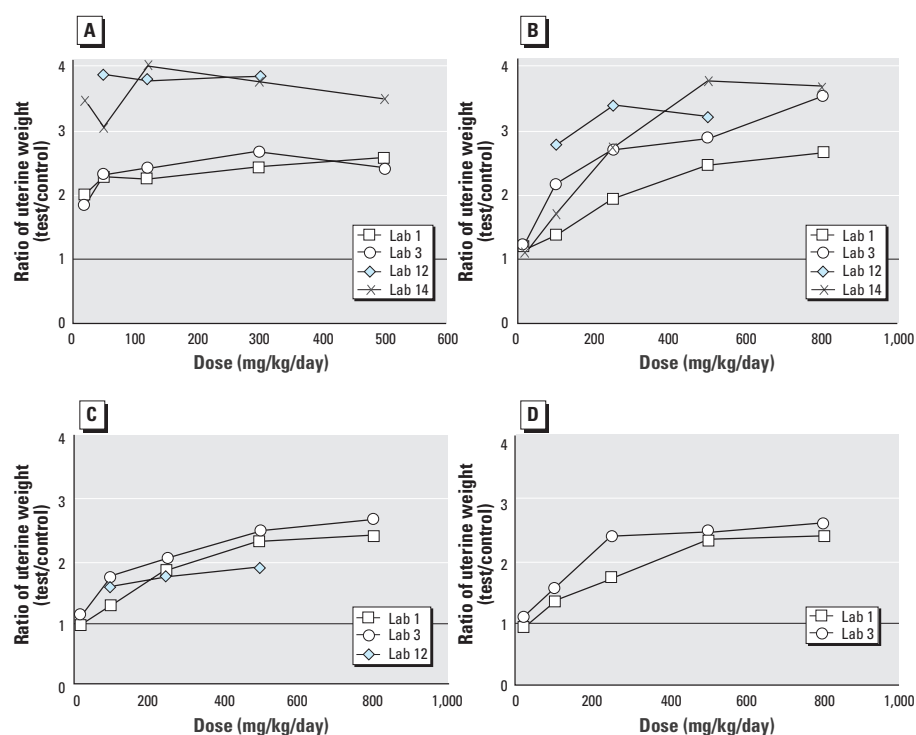 A
Ratio of uterine weight
(test/control)
4
3
2
1
0
0
100
200
300
400
500
600
Dose (mg/kg/day)
Lab 1
Lab 3
Lab 12
Lab 14
B
Ratio of uterine weight
(test/control)
4
3
2
1
0
0
200
400
600
800
1,000
Dose (mg/kg/day)
Lab 1
Lab 3
Lab 12
Lab 14
C
Ratio of uterine weight
(test/control)
4
3
2
1
0
0
200
400
600
800
1,000
Dose (mg/kg/day)
Lab 1
Lab 3
Lab 12
D
Ratio of uterine weight
(test/control)
4
3
2
1
0
0
200
400
600
800
1,000
Dose (mg/kg/day)
Lab 1
Lab 3